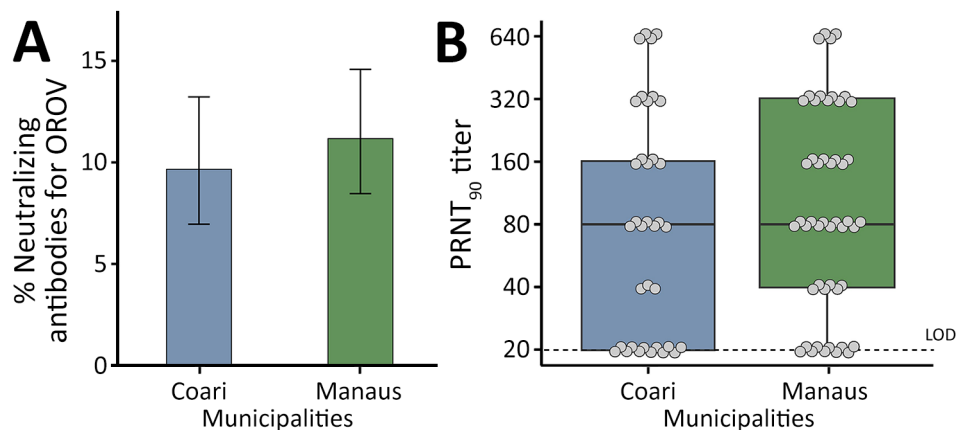 A
% Neutralizing
antibodies for OROV
15
10
5
0
Coari
Manaus
Municipalities
B
PRNT90 titer
640
320
160
80
40
20
LOD
Coari
Manaus
Municipalities